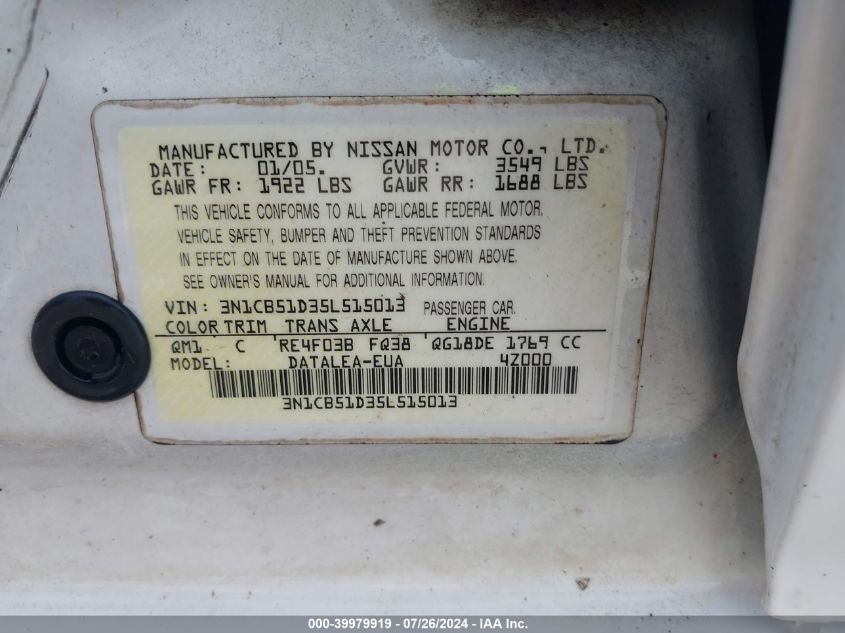 MANUFACTURED BY NISSAN MOTOR CO., LTD.
DATE: 01/05. GVWR: 3549 LBS
GAWR FR: 1922 LBS GAWR RR: 1688 LBS
THIS VEHICLE CONFORMS TO ALL APPLICABLE FEDERAL MOTOR.
VEHICLE SAFETY, BUMPER AND THEFT PREVENTION STANDARDS
IN EFFECT ON THE DATE OF MANUFACTURE SHOWN ABOVE.
SEE OWNER'S MANUAL FOR ADDITIONAL INFORMATION.
VIN: 3N1CB51D35L515013 PASSENGER CAR.
COLOR TRIM TRANS AXLE ENGINE
QM1 C RE4F03B FQ38 QG18DE 1769 CC
MODEL: DATALEA-EUA 4Z000
3N1CB51D35L515013
000-39979919 / 07/26/2024 - IAA Inc.